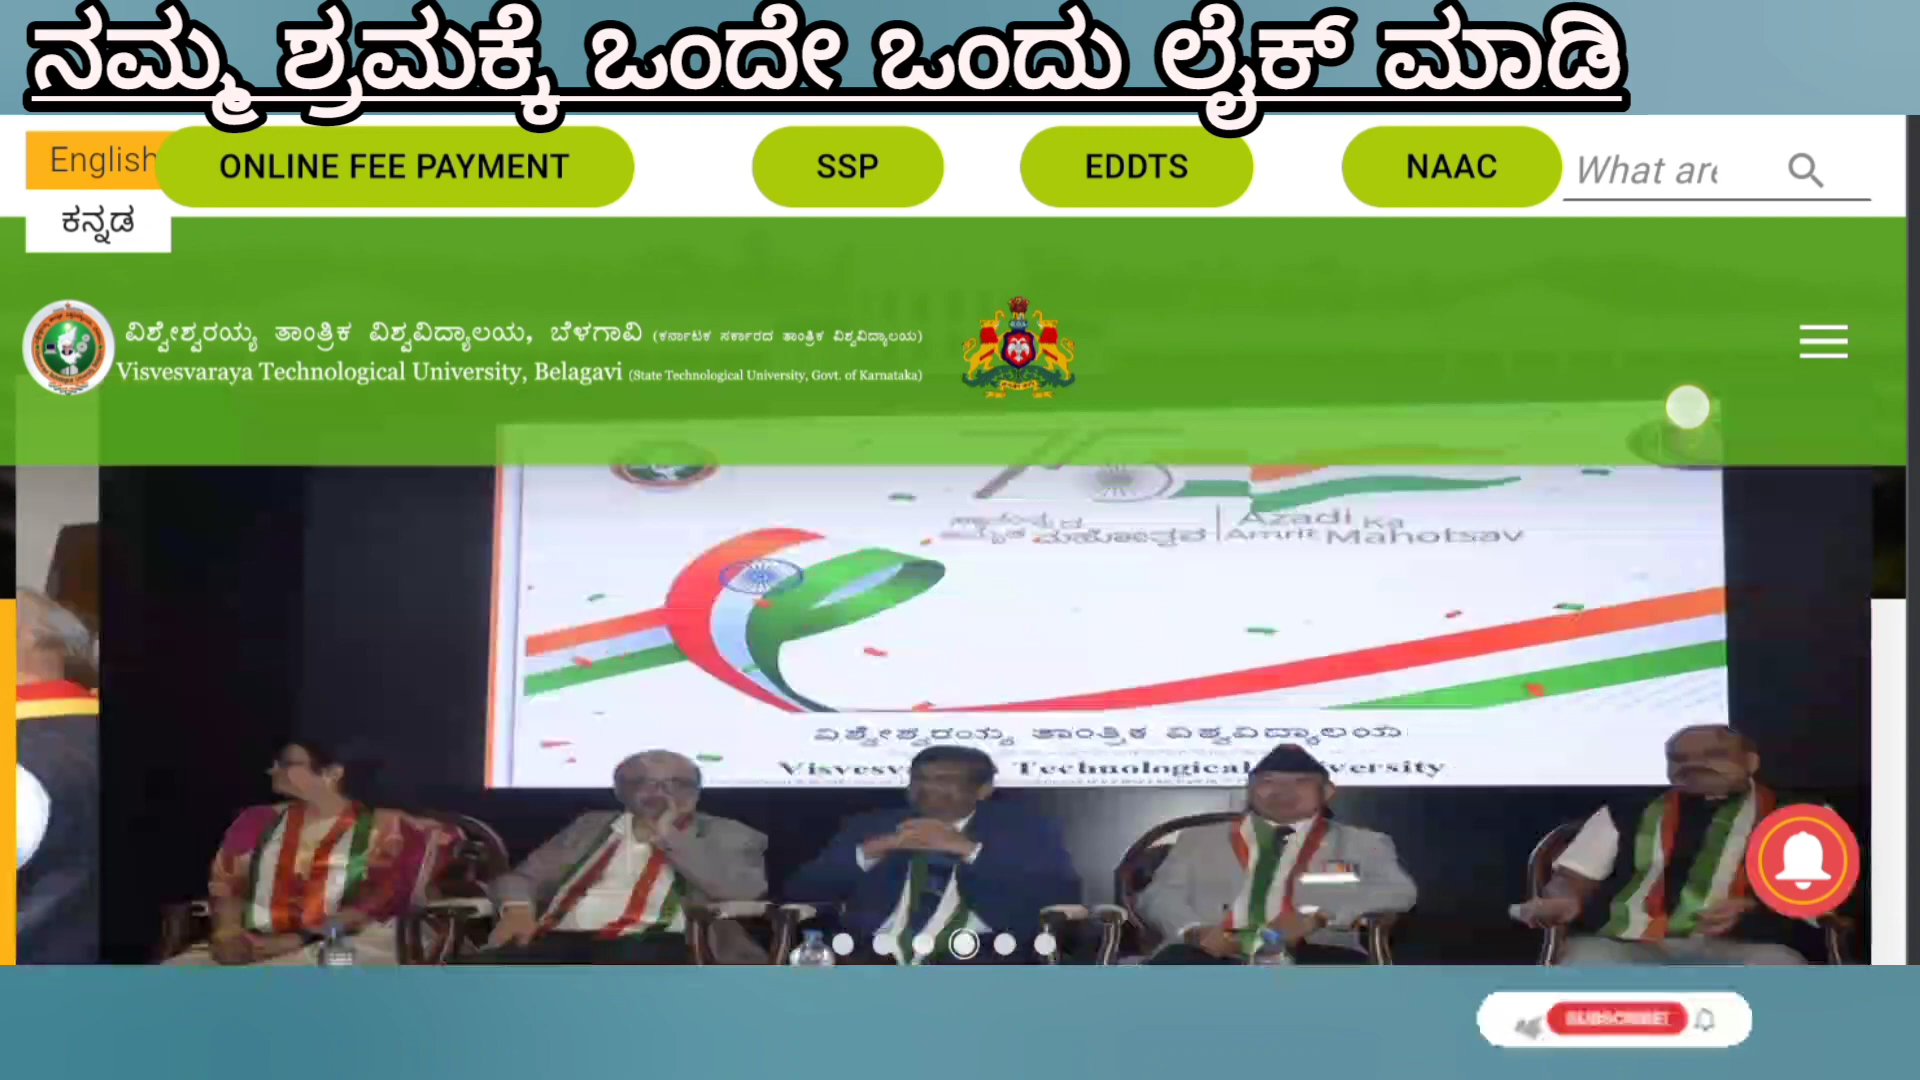 ನಮ್ಮ ಶ್ರಮಕ್ಕೆ ಒಂದೇ ಒಂದು ಲೈಕ್ ಮಾಡಿ
English
ONLINE FEE PAYMENT
SSP
EDDTS
NAAC
What are
ಕನ್ನಡ
ವಿಶ್ವೇಶ್ವರಯ್ಯ ತಾಂತ್ರಿಕ ವಿಶ್ವವಿದ್ಯಾಲಯ, ಬೆಳಗಾವಿ (ಕರ್ನಾಟಕ ಸರ್ಕಾರದ ತಾಂತ್ರಿಕ ವಿಶ್ವವಿದ್ಯಾಲಯ)
Visvesvaraya Technological University, Belagavi (State Technological University, Govt. of Karnataka)
Azadi Ka
Amrit Mahotsav
ವಿಶ್ವೇಶ್ವರಯ್ಯ ತಾಂತ್ರಿಕ ವಿಶ್ವವಿದ್ಯಾಲಯ
Technological
SUBSCRIBE